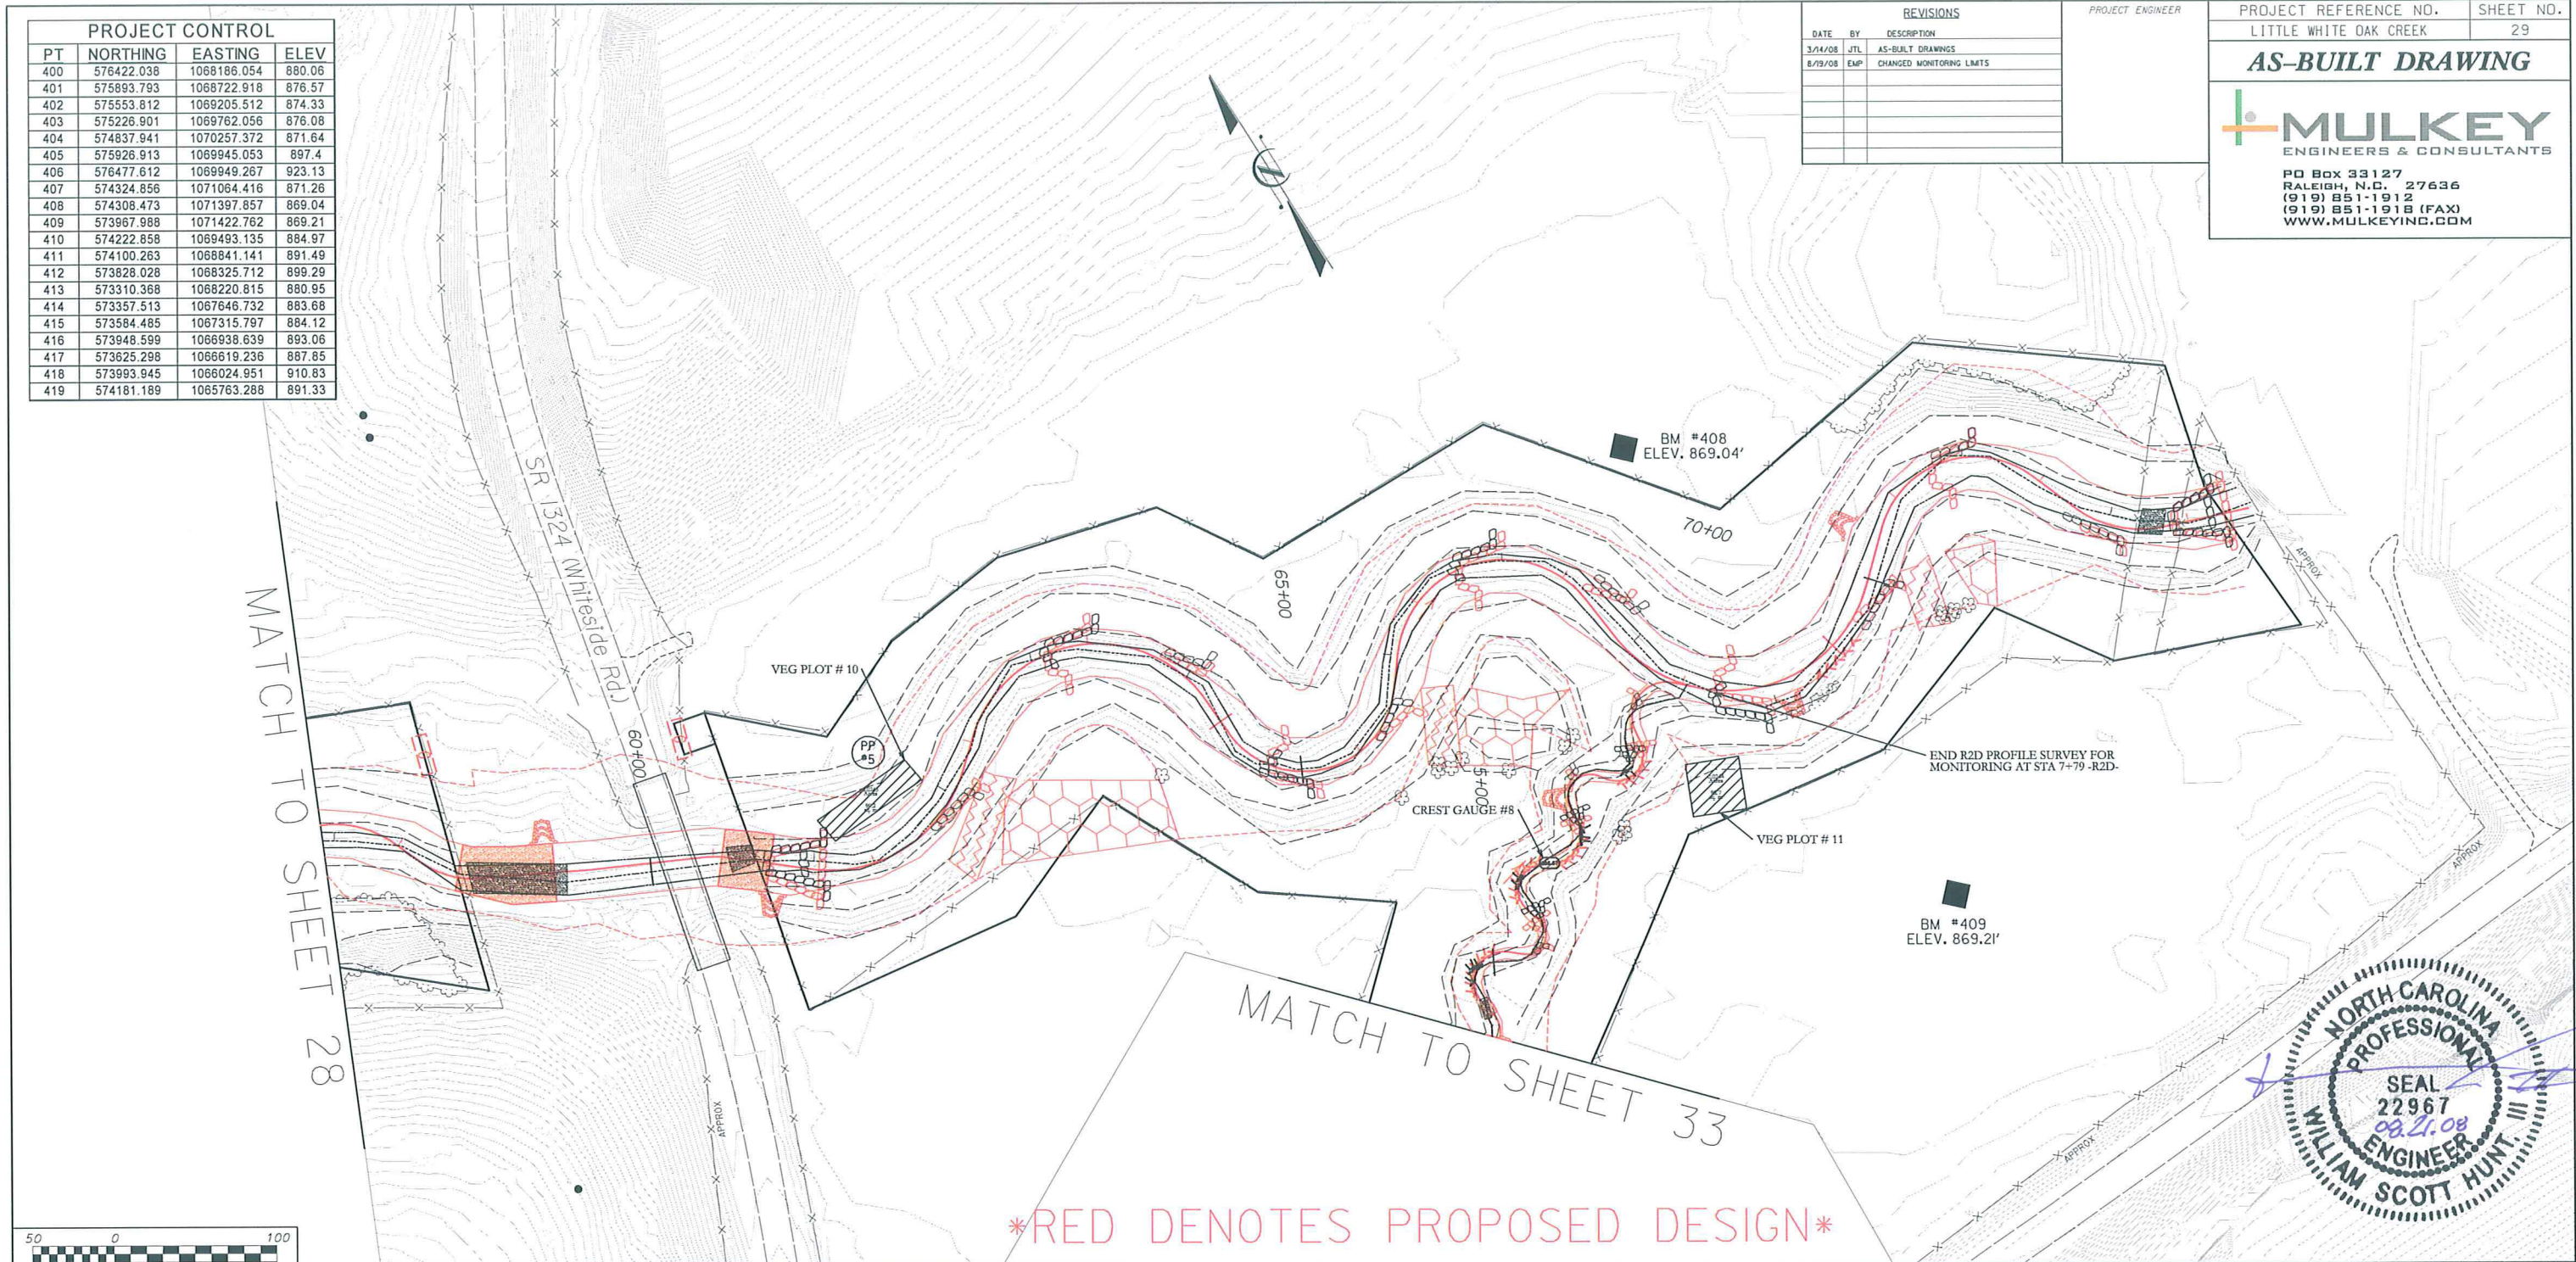 PROJECT CONTROL
PT NORTHING EASTING ELEV
400 576422.038 1068186.054 880.06
401 575893.793 1068722.918 876.57
402 575553.812 1069205.512 874.33
403 575226.901 1069762.056 876.08
404 574837.941 1070257.372 871.64
405 575926.913 1069945.053 897.4
406 576477.612 1069949.267 923.13
407 574324.856 1071064.416 871.26
408 574308.473 1071397.857 869.04
409 573967.988 1071422.762 869.21
410 574222.858 1069493.135 884.97
411 574100.263 1068841.141 891.49
412 573828.028 1068325.712 899.29
413 573310.368 1068220.815 880.95
414 573357.513 1067646.732 883.68
415 573584.485 1067315.797 884.12
416 573948.599 1066938.639 893.06
417 573625.298 1066619.236 887.85
418 573993.945 1066024.951 910.83
419 574181.189 1065763.288 891.33
REVISIONS
DATE BY DESCRIPTION
3/14/08 JTL AS-BUILT DRAWINGS
8/19/08 EMP CHANGED MONITORING LIMITS
PROJECT ENGINEER
PROJECT REFERENCE NO. SHEET NO.
LITTLE WHITE OAK CREEK 29
AS-BUILT DRAWING
MULKEY
ENGINEERS & CONSULTANTS
PO BOX 33127
RALEIGH, N.C. 27636
(919) 851-1912
(919) 851-1918 (FAX)
WWW.MULKEYINC.COM
N
BM #408
ELEV. 869.04'
SR 1324 (Whiteside Rd.)
70+00
65+00
60+00
5+00
APPROX
MATCH TO SHEET 28
VEG PLOT # 10
PP
#5
END R2D PROFILE SURVEY FOR
MONITORING AT STA 7+79 -R2D-
CREST GAUGE #8
VEG PLOT # 11
APPROX
BM #409
ELEV. 869.21'
MATCH TO SHEET 33
APPROX
APPROX
NORTH CAROLINA
PROFESSIONAL
SEAL
22967
08.21.08
ENGINEER
WILLIAM SCOTT HUNT, III
*RED DENOTES PROPOSED DESIGN*
50 0 100